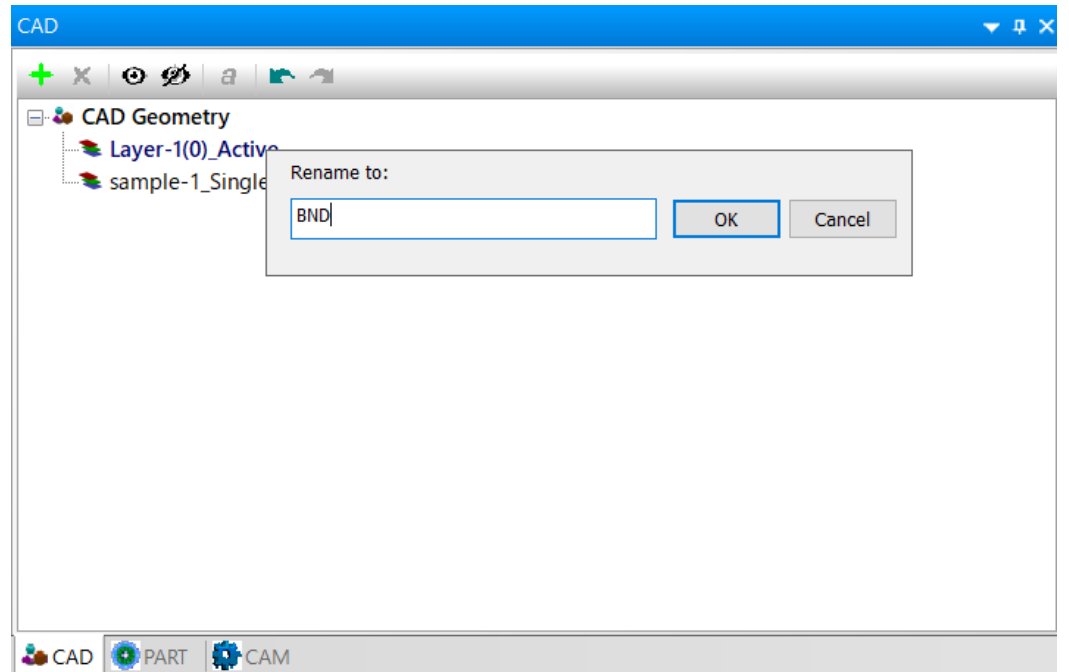 CAD
a
CAD Geometry
Layer-1(0)_Active
sample-1_Single
Rename to:
BND
OK
Cancel
CAD
PART
CAM